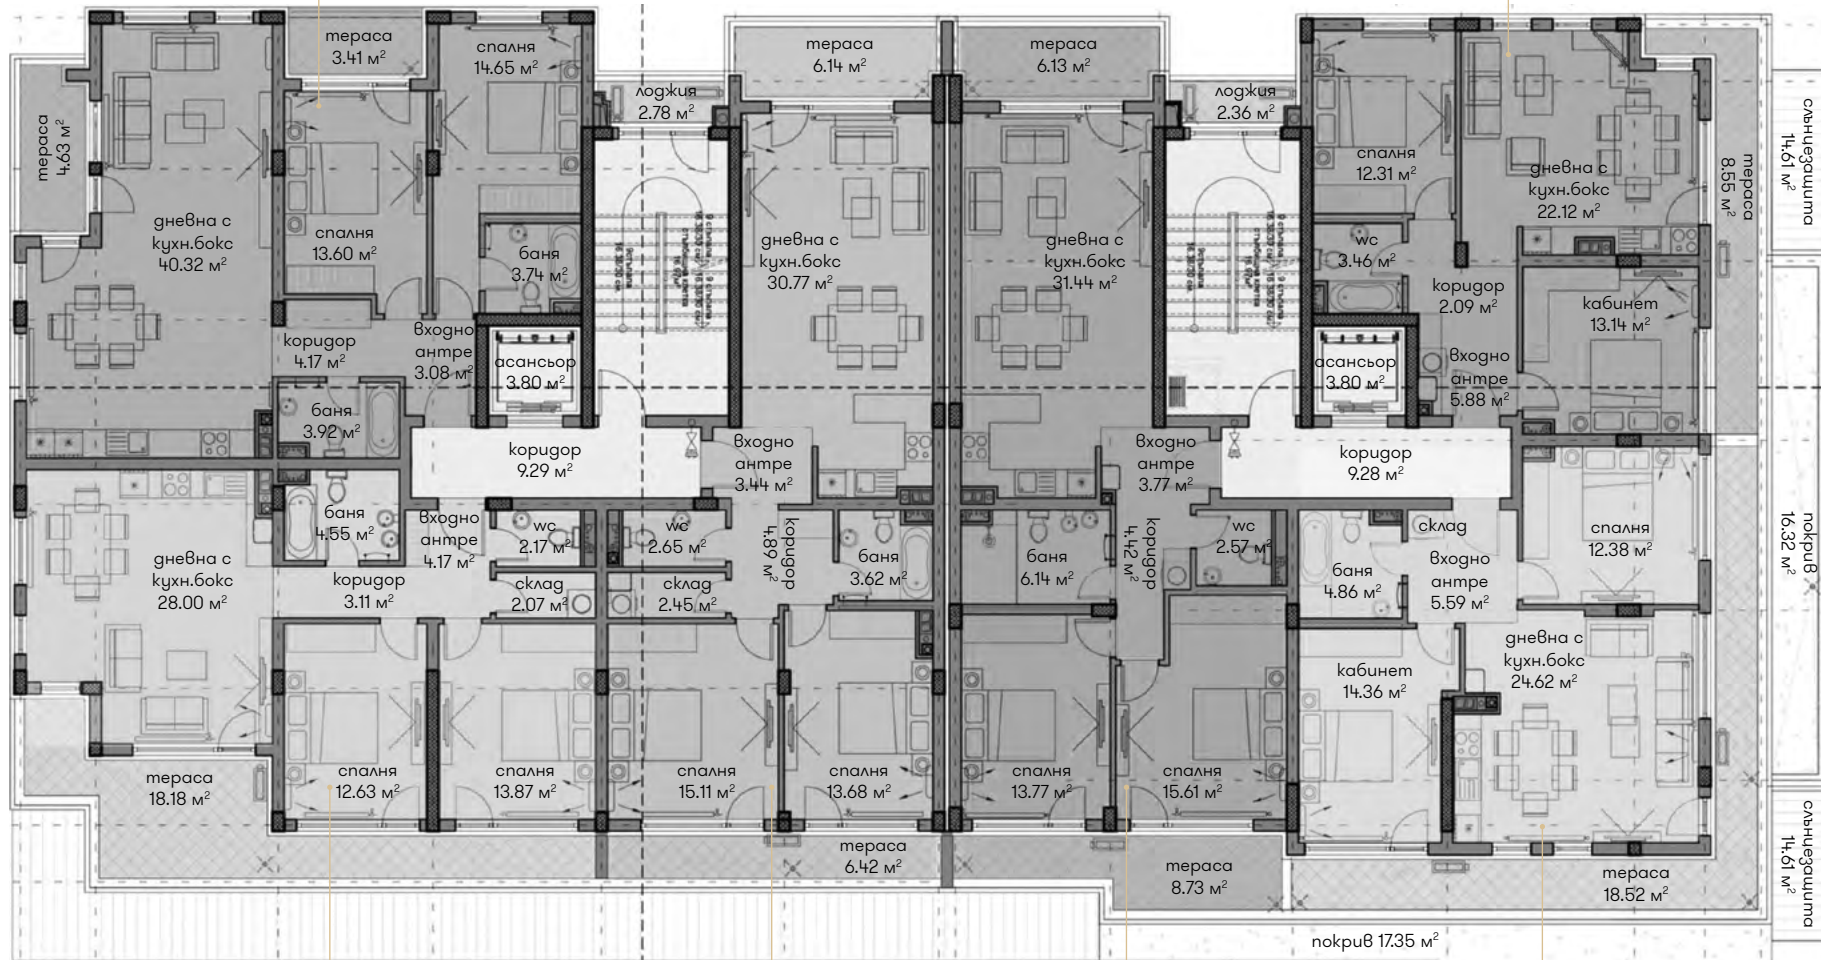 тераса
3.41 м²
спалня
14.65 м²
тераса
6.14 м²
тераса
6.13 м²
лоджия
2.78 м²
лоджия
2.36 м²
тераса
4.63 м²
спалня
12.31 м²
дневна с
кухн.бокс
22.12 м²
тераса
8.55 м²
слънцезащита
14.61 м²
дневна с
кухн.бокс
40.32 м²
спалня
13.60 м²
баня
3.74 м²
дневна с
кухн.бокс
30.77 м²
дневна с
кухн.бокс
31.44 м²
wc
3.46 м²
коридор
2.09 м²
кабинет
13.14 м²
коридор
4.17 м²
входно
антре
3.08 м²
асансьор
3.80 м²
асансьор
3.80 м²
входно
антре
5.88 м²
баня
3.92 м²
коридор
9.29 м²
входно
антре
3.44 м²
входно
антре
3.77 м²
коридор
9.28 м²
баня
4.55 м²
входно
антре
4.17 м²
wc
2.17 м²
wc
2.65 м²
коридор
4.89 м²
баня
3.62 м²
баня
6.14 м²
коридор
4.42 м²
wc
2.57 м²
склад
баня
4.86 м²
входно
антре
5.59 м²
спалня
12.38 м²
покрив
16.32 м²
дневна с
кухн.бокс
28.00 м²
коридор
3.11 м²
склад
2.07 м²
склад
2.45 м²
кабинет
14.36 м²
дневна с
кухн.бокс
24.62 м²
тераса
18.18 м²
спалня
12.63 м²
спалня
13.87 м²
спалня
15.11 м²
спалня
13.68 м²
спалня
13.77 м²
спалня
15.61 м²
тераса
6.42 м²
тераса
8.73 м²
тераса
18.52 м²
слънцезащита
14.61 м²
покрив 17.35 м²